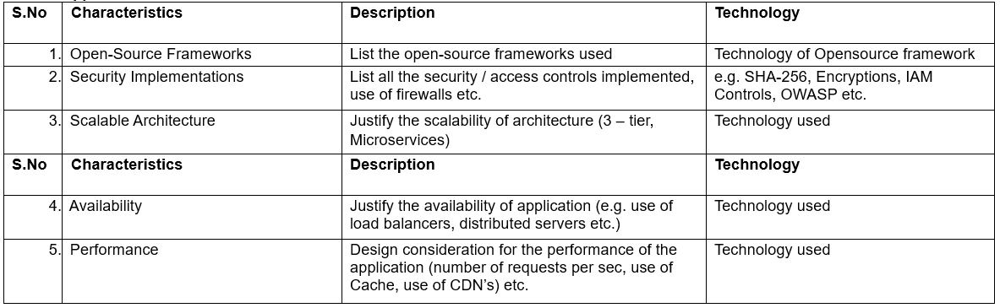 S.No Characteristics Description Technology
1. Open-Source Frameworks List the open-source frameworks used Technology of Opensource framework
2. Security Implementations List all the security / access controls implemented, e.g. SHA-256, Encryptions, IAM
use of firewalls etc. Controls, OWASP etc.
3. Scalable Architecture Justify the scalability of architecture (3 – tier, Technology used
Microservices)
S.No Characteristics Description Technology
4. Availability Justify the availability of application (e.g. use of Technology used
load balancers, distributed servers etc.)
5. Performance Design consideration for the performance of the Technology used
application (number of requests per sec, use of
Cache, use of CDN’s) etc.